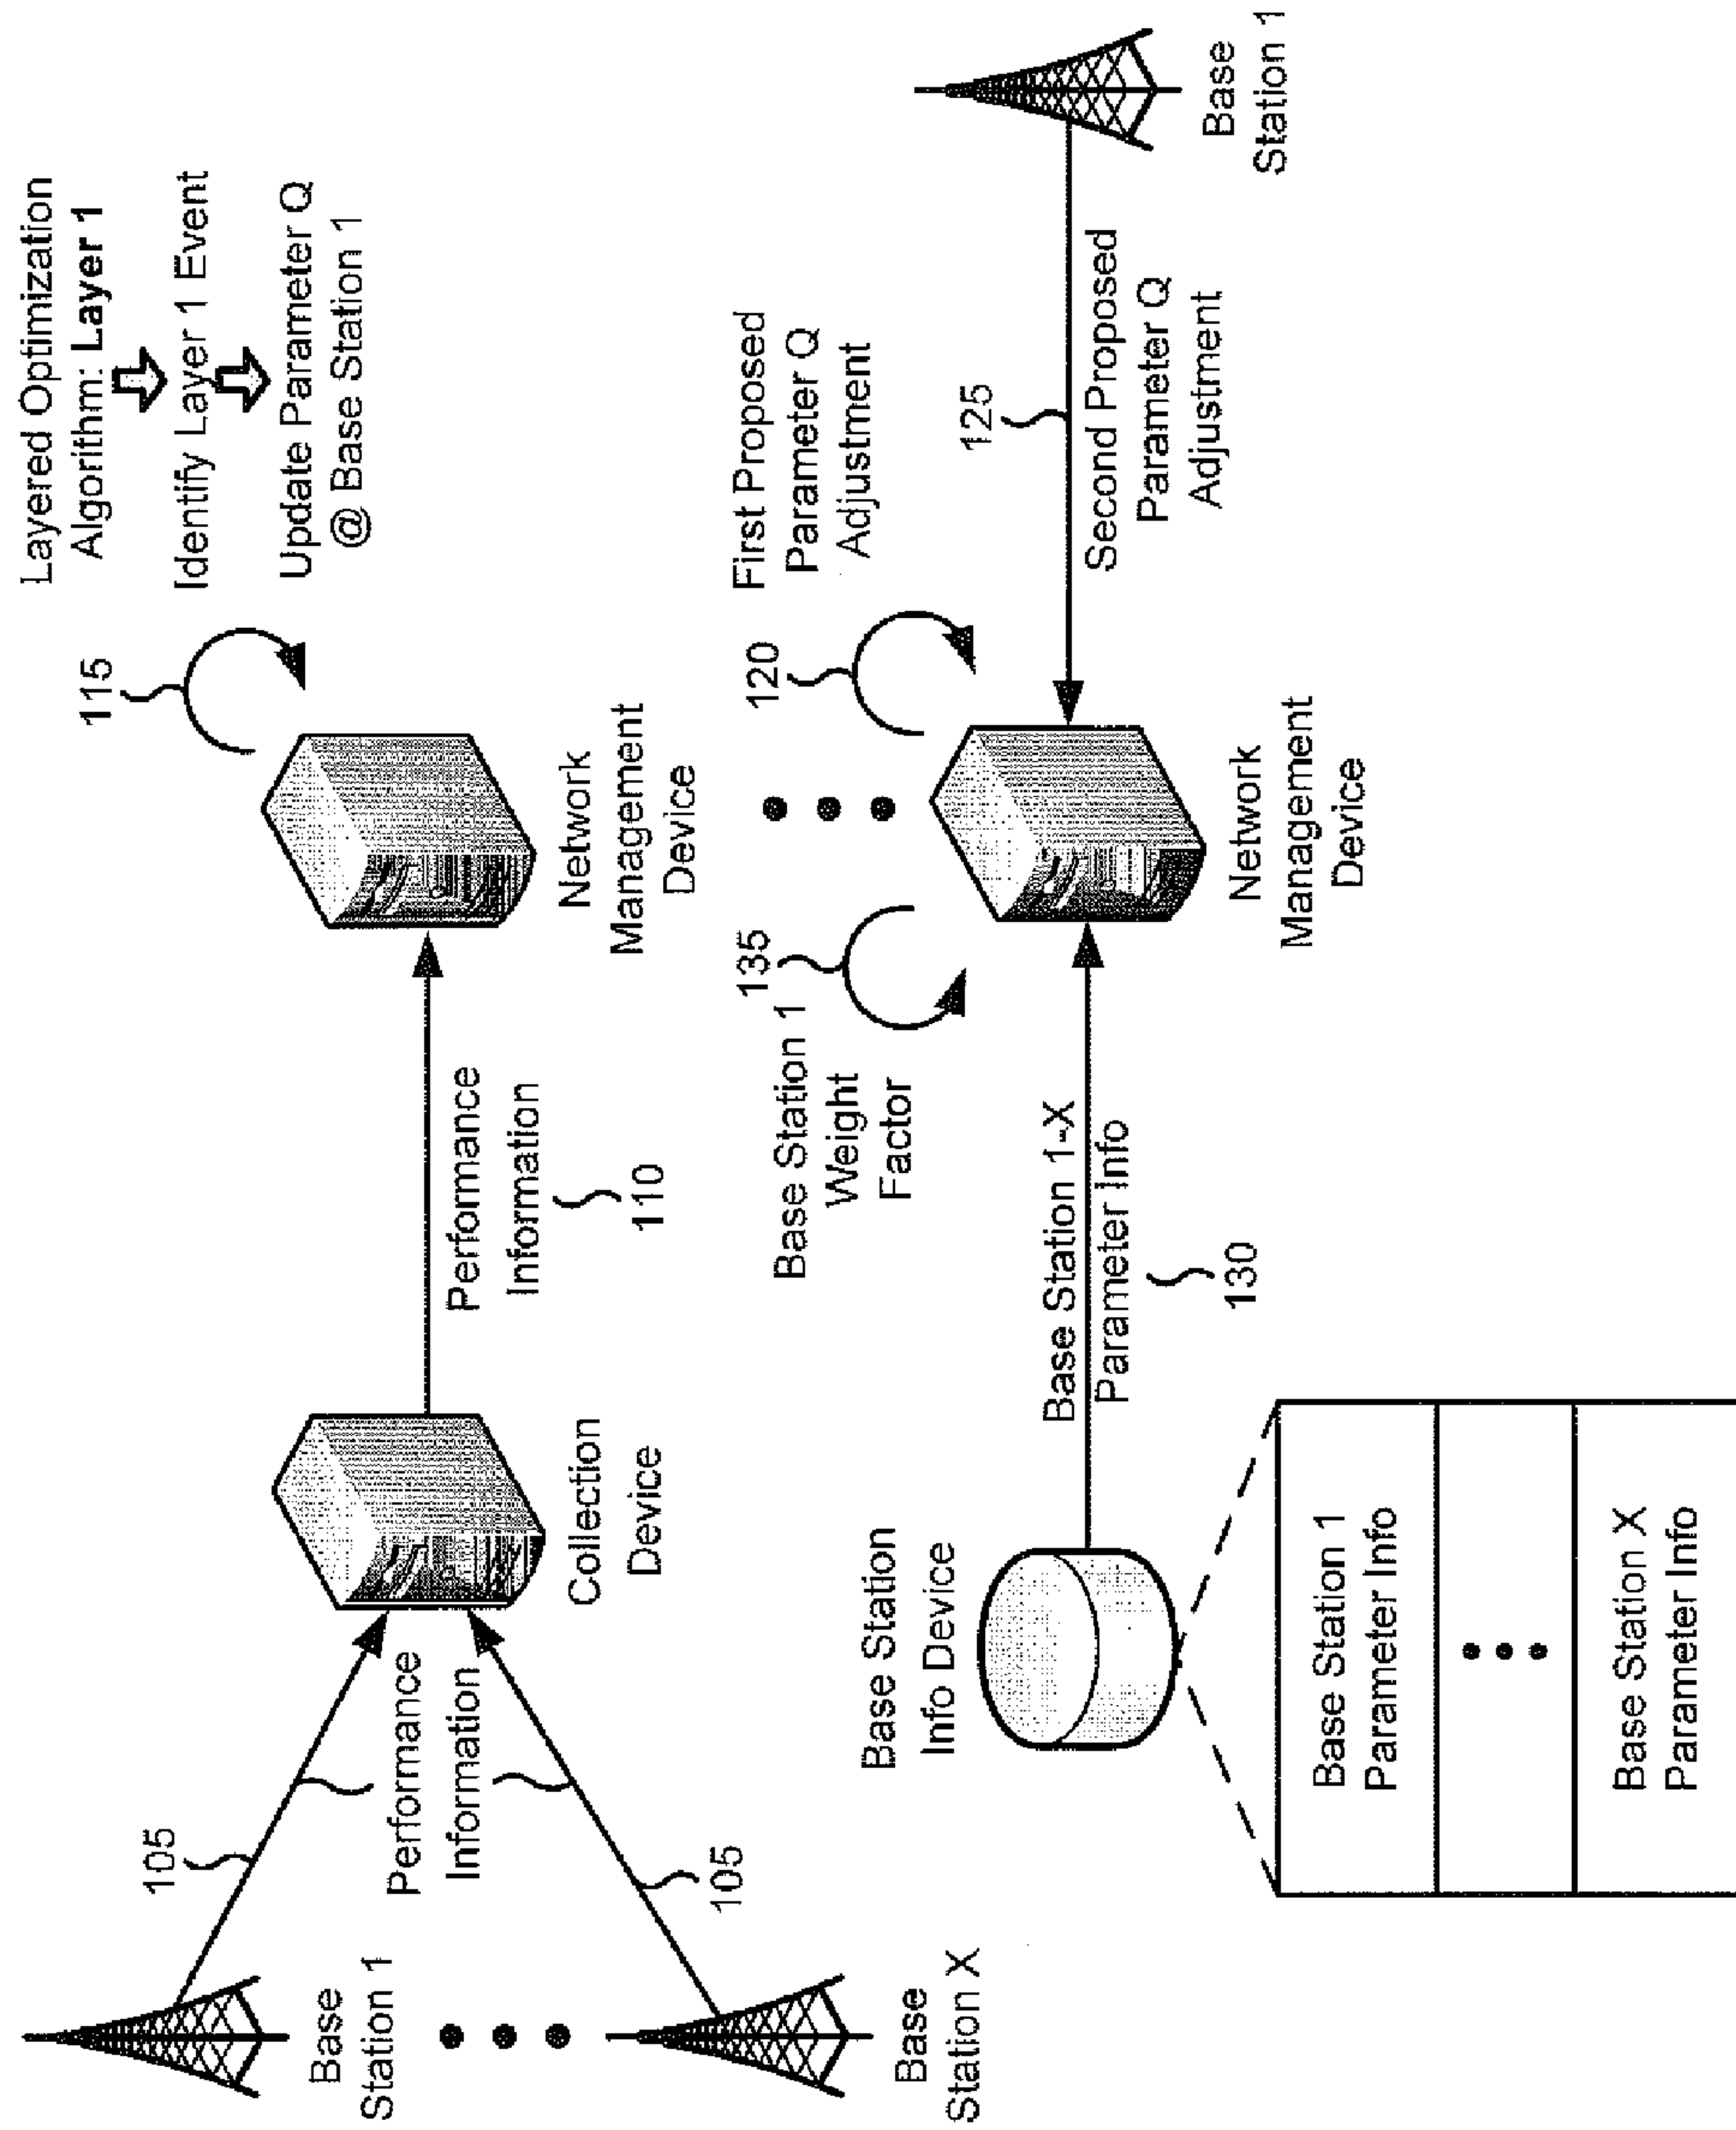 Layered Optimization
Algorithm: Layer 1
Identify Layer 1 Event
Update Parameter Q
@ Base Station 1
115
105
Base
Station 1
Performance
Information
105
Base
Station X
Collection
Device
Performance
Information
110
Network
Management
Device
Base Station
Info Device
Base Station 1-X
Parameter Info
130
Base Station 1
Weight
Factor
135
120
First Proposed
Parameter Q
Adjustment
Network
Management
Device
125
Second Proposed
Parameter Q
Adjustment
Base
Station 1
Base Station 1
Parameter Info
Base Station X
Parameter Info